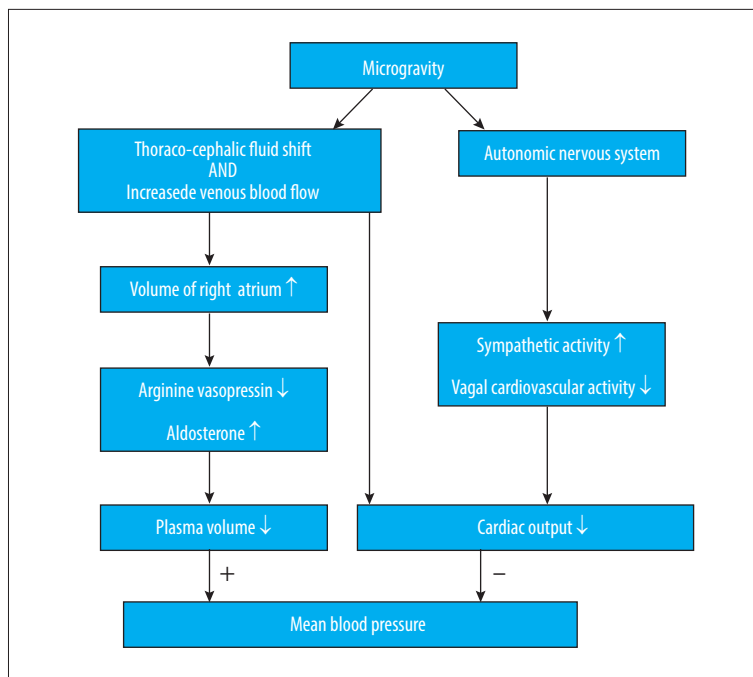 Microgravity
Thoraco-cephalic fluid shift
AND
Increasede venous blood flow
Autonomic nervous system
Volume of right atrium ↑
Sympathetic activity ↑
Vagal cardiovascular activity ↓
Arginine vasopressin ↓
Aldosterone ↑
Plasma volume ↓
Cardiac output ↓
+
−
Mean blood pressure